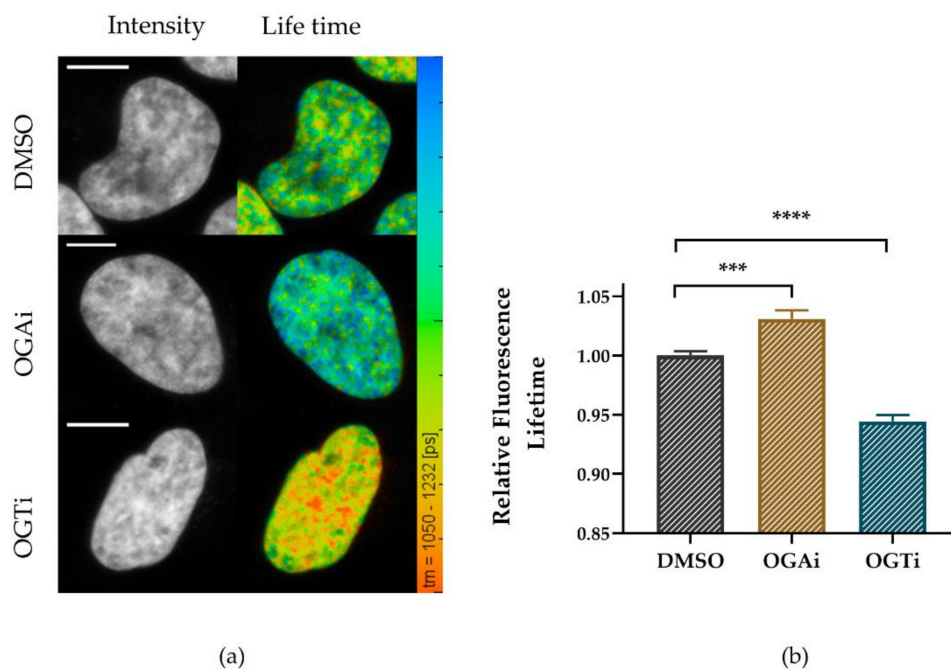 Intensity Life time
DMSO
OGAi
OGTi
tm = 1050 - 1232 [ps]
(a)
Relative Fluorescence
Lifetime
1.05
1.00
0.95
0.90
0.85
****
***
DMSO OGAi OGTi
(b)